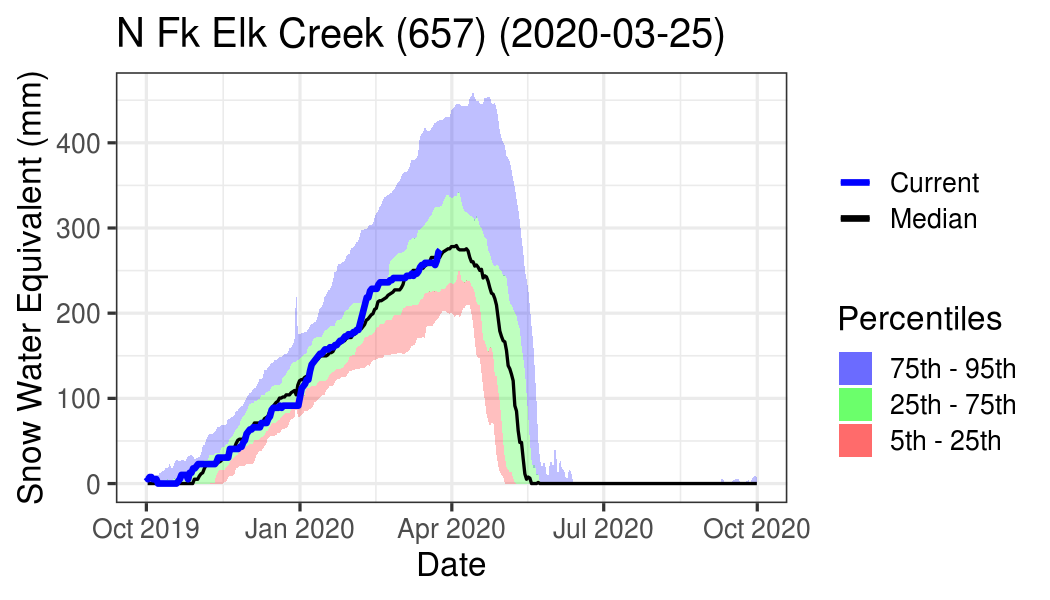 N Fk Elk Creek (657) (2020-03-25)
Snow Water Equivalent (mm)
400
300
200
100
0
Oct 2019 Jan 2020 Apr 2020 Jul 2020 Oct 2020
Date
Current
Median
Percentiles
75th - 95th
25th - 75th
5th - 25th